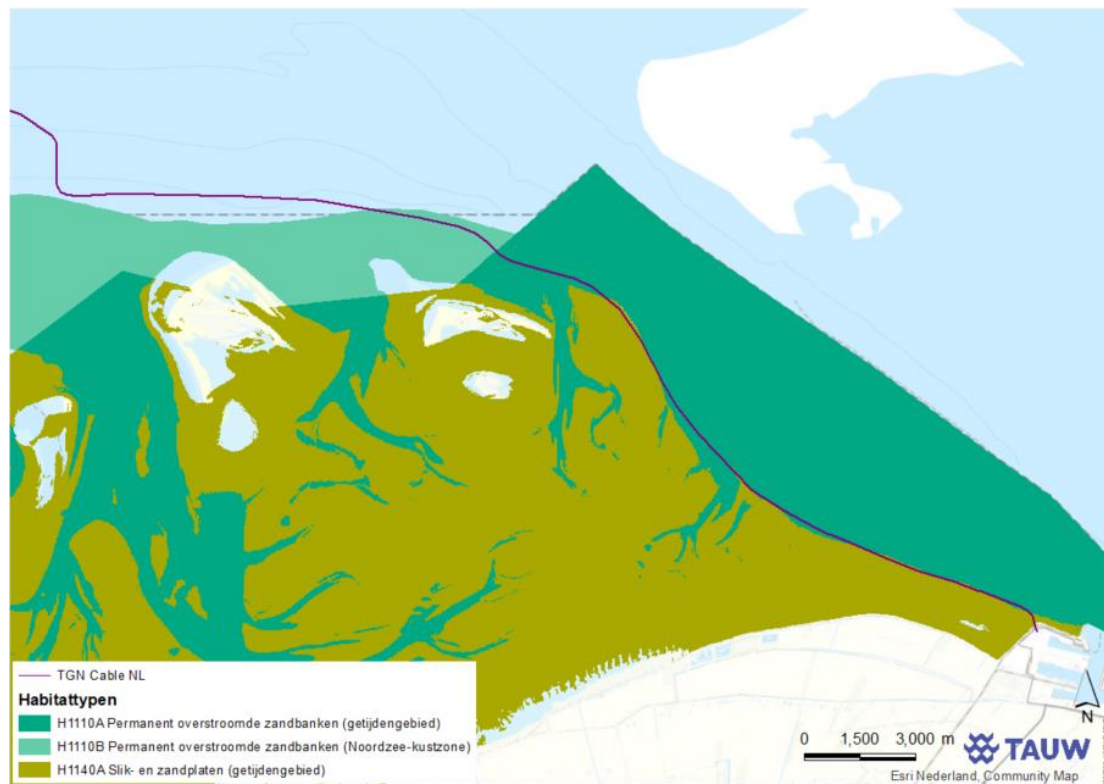 TGN Cable NL
Habitattypen
H1110A Permanent overstroomde zandbanken (getijdengebied)
H1110B Permanent overstroomde zandbanken (Noordzee-kustzone)
H1140A Slik- en zandplaten (getijdengebied)
N
0 1,500 3,000 m
TAUW
Esri Nederland, Community Map